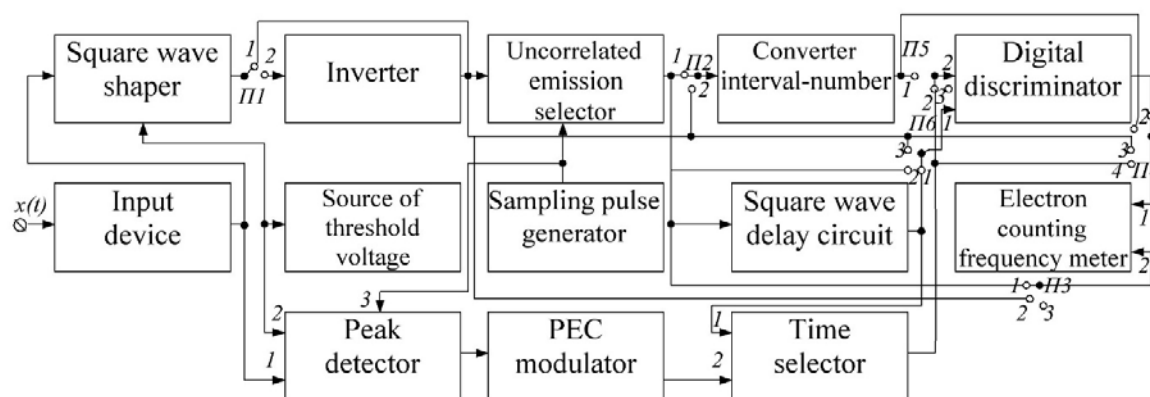 Square wave
shaper
1
2
П1
Inverter
Uncorrelated
emission
selector
1
П2
2
Converter
interval-number
П5
1
2
2
3
1
Digital
discriminator
2
П6
3
2
1
3
4
x(t)
Input
device
Source of
threshold
voltage
Sampling pulse
generator
Square wave
delay circuit
Electron
counting
frequency meter
1
2
1
П3
2
3
3
2
1
Peak
detector
PEC
modulator
1
2
Time
selector